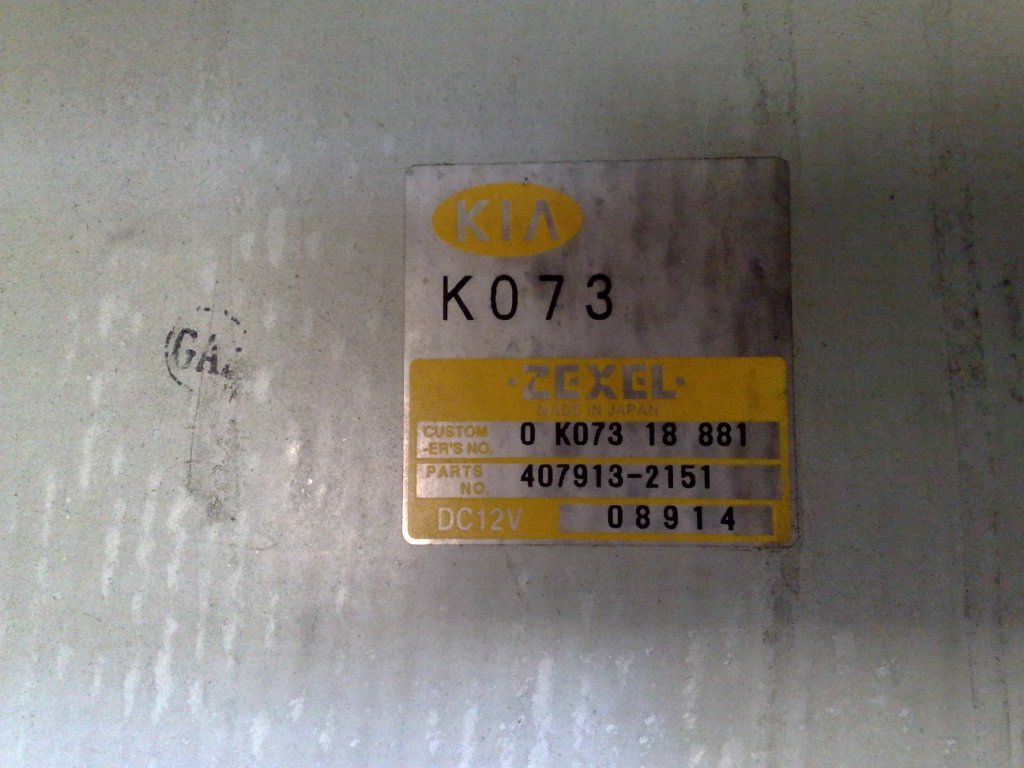 KIA
K073
·ZEXEL·
MADE IN JAPAN
CUSTOM
-ER'S NO. 0 K073 18 881
PARTS
NO. 407913-2151
DC12V 08914